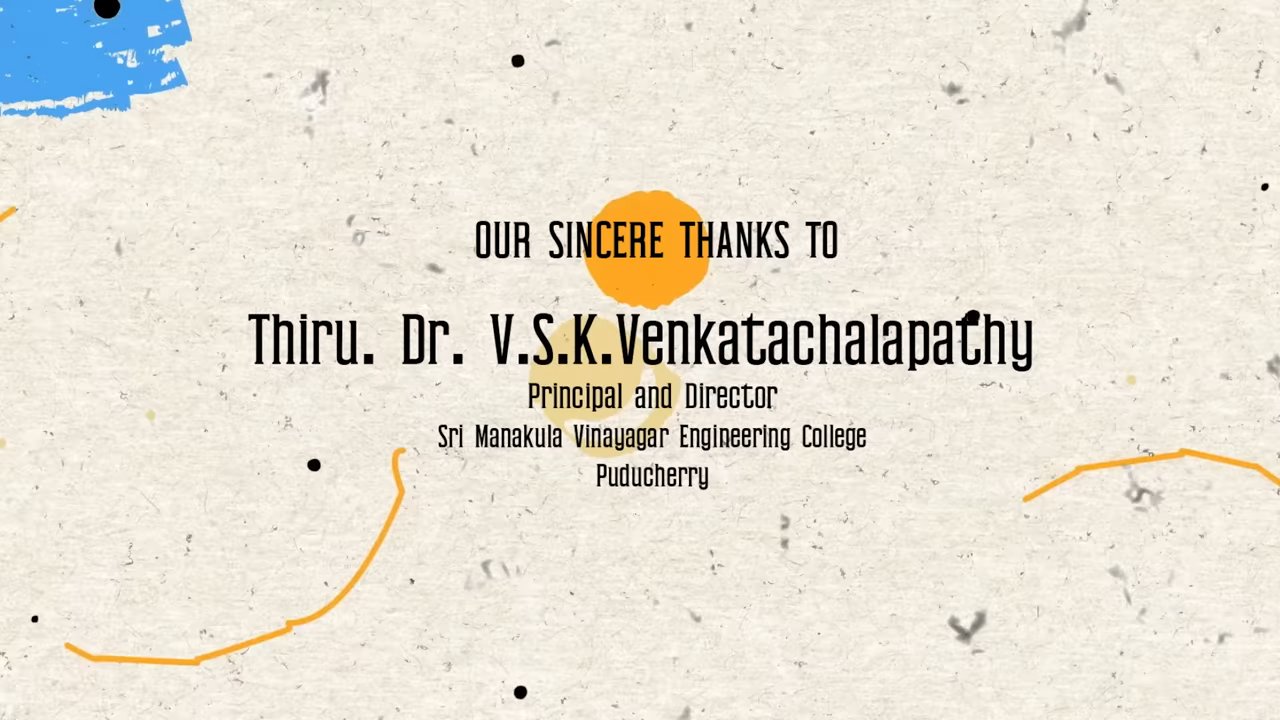 OUR SINCERE THANKS TO
Thiru. Dr. V.S.K.Venkatachalapathy
Principal and Director
Sri Manakula Vinayagar Engineering College
Puducherry